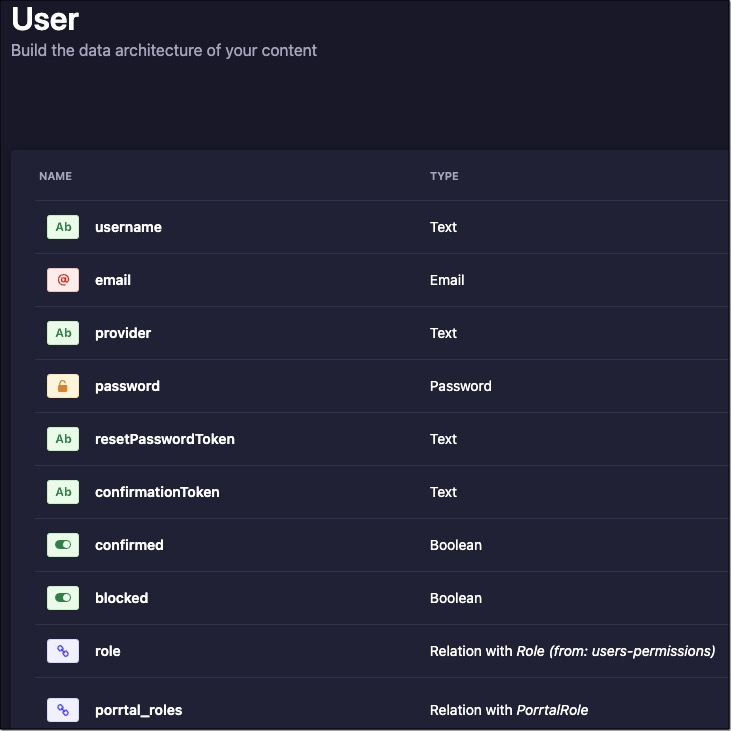 User
Build the data architecture of your content
NAME TYPE
Ab username Text
@ email Email
Ab provider Text
password Password
Ab resetPasswordToken Text
Ab confirmationToken Text
confirmed Boolean
blocked Boolean
role Relation with Role (from: users-permissions)
porrtal_roles Relation with PorrtalRole